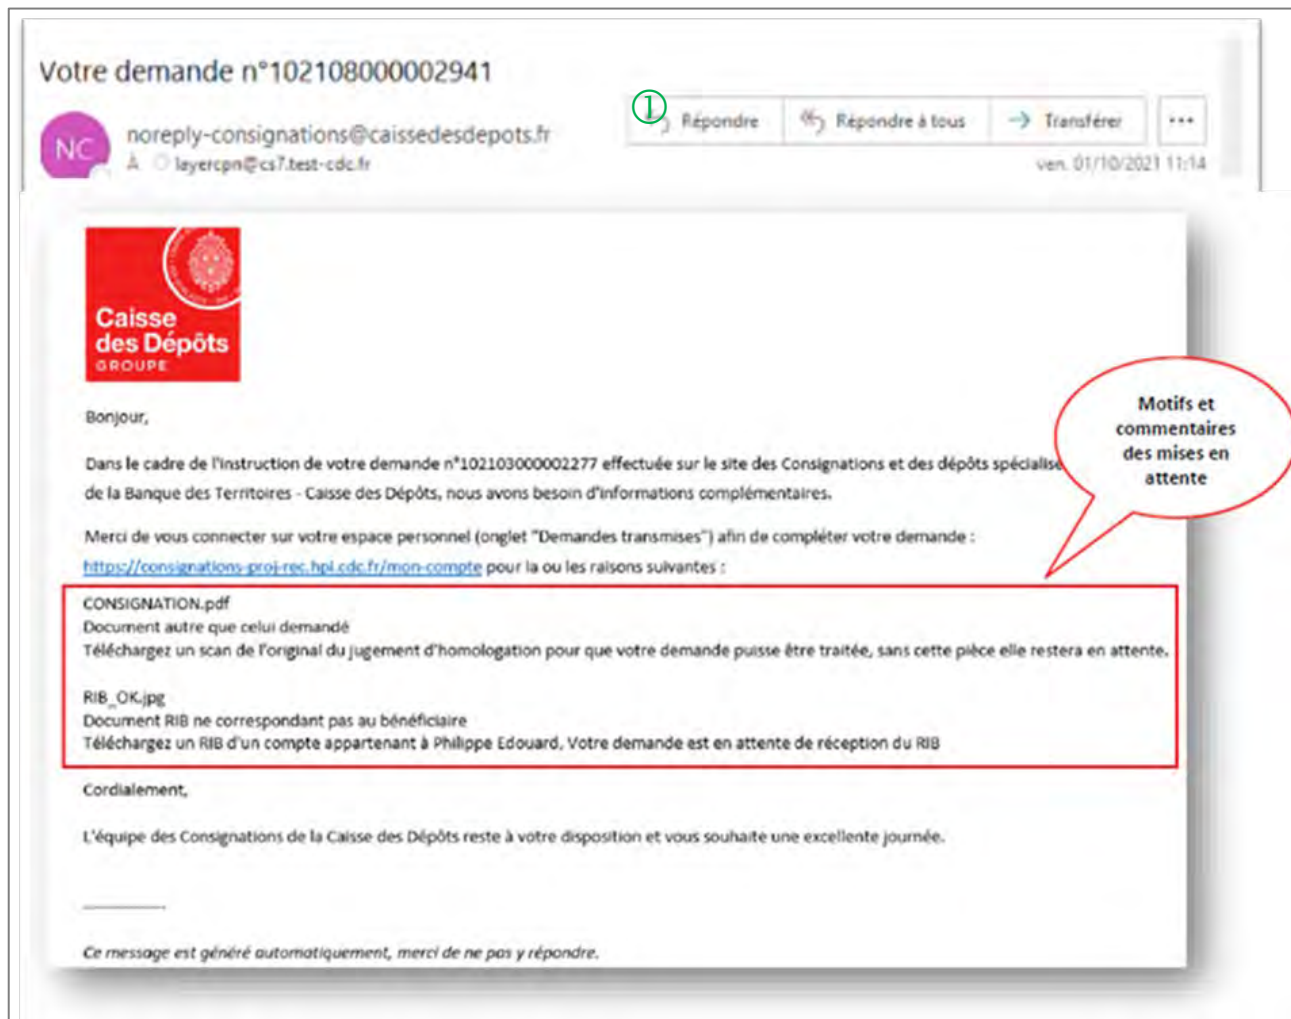 Votre demande n°102108000002941
①
Répondre
Répondre à tous
Transférer
...
NC
noreply-consignations@caissedesdepots.fr
À layercpn@cs7.test-cdc.fr
ven. 01/10/2021 11:14
Caisse
des Dépôts
GROUPE
Motifs et
commentaires
des mises en
attente
Bonjour,
Dans le cadre de l'instruction de votre demande n°102103000002277 effectuée sur le site des Consignations et des dépôts spécialisé
de la Banque des Territoires - Caisse des Dépôts, nous avons besoin d'informations complémentaires.
Merci de vous connecter sur votre espace personnel (onglet "Demandes transmises") afin de compléter votre demande :
https://consignations-proj-rec.hpi.cdc.fr/mon-compte pour la ou les raisons suivantes :
CONSIGNATION.pdf
Document autre que celui demandé
Téléchargez un scan de l'original du jugement d'homologation pour que votre demande puisse être traitée, sans cette pièce elle restera en attente.
RIB_OK.jpg
Document RIB ne correspondant pas au bénéficiaire
Téléchargez un RIB d'un compte appartenant à Philippe Edouard, Votre demande est en attente de réception du RIB
Cordialement,
L'équipe des Consignations de la Caisse des Dépôts reste à votre disposition et vous souhaite une excellente journée.
Ce message est généré automatiquement, merci de ne pas y répondre.